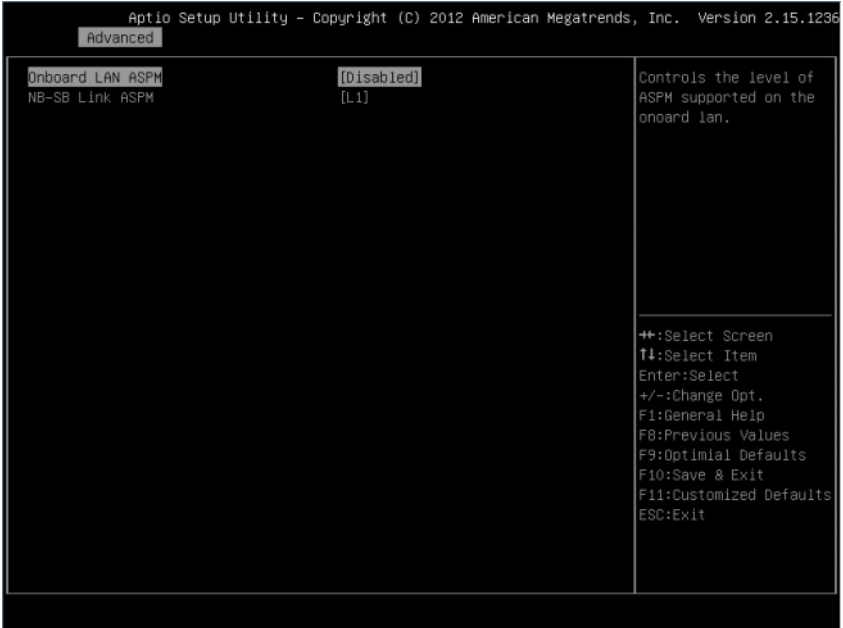 Aptio Setup Utility – Copyright (C) 2012 American Megatrends, Inc. Version 2.15.1236
Advanced
Onboard LAN ASPM [Disabled]
NB-SB Link ASPM [L1]
Controls the level of
ASPM supported on the
onoard lan.
→←:Select Screen
↑↓:Select Item
Enter:Select
+/-:Change Opt.
F1:General Help
F8:Previous Values
F9:Optimial Defaults
F10:Save & Exit
F11:Customized Defaults
ESC:Exit